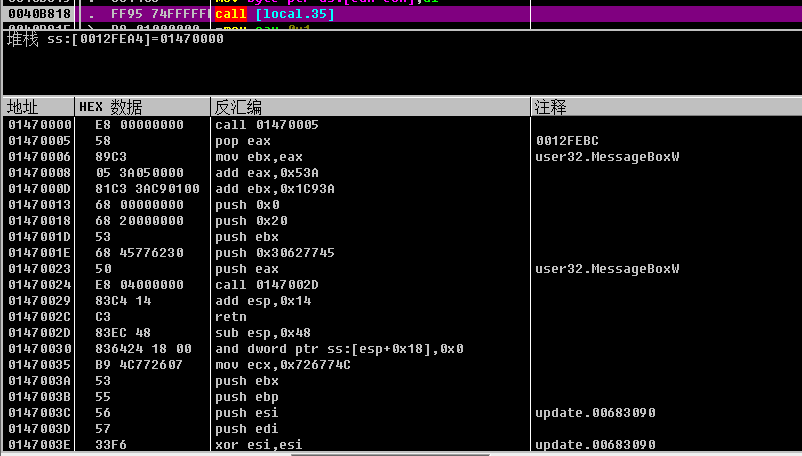 0040B818 . FF95 74FFFFFF call [local.35]
堆栈 ss:[0012FEA4]=01470000
地址 HEX 数据 反汇编 注释
01470000 E8 00000000 call 01470005
01470005 58 pop eax 0012FEBC
01470006 89C3 mov ebx,eax user32.MessageBoxW
01470008 05 3A050000 add eax,0x53A
0147000D 81C3 3AC90100 add ebx,0x1C93A
01470013 68 00000000 push 0x0
01470018 68 20000000 push 0x20
0147001D 53 push ebx
0147001E 68 45776230 push 0x30627745
01470023 50 push eax user32.MessageBoxW
01470024 E8 04000000 call 0147002D
01470029 83C4 14 add esp,0x14
0147002C C3 retn
0147002D 83EC 48 sub esp,0x48
01470030 836424 18 00 and dword ptr ss:[esp+0x18],0x0
01470035 B9 4C772607 mov ecx,0x726774C
0147003A 53 push ebx
0147003B 55 push ebp
0147003C 56 push esi update.00683090
0147003D 57 push edi
0147003E 33F6 xor esi,esi update.00683090